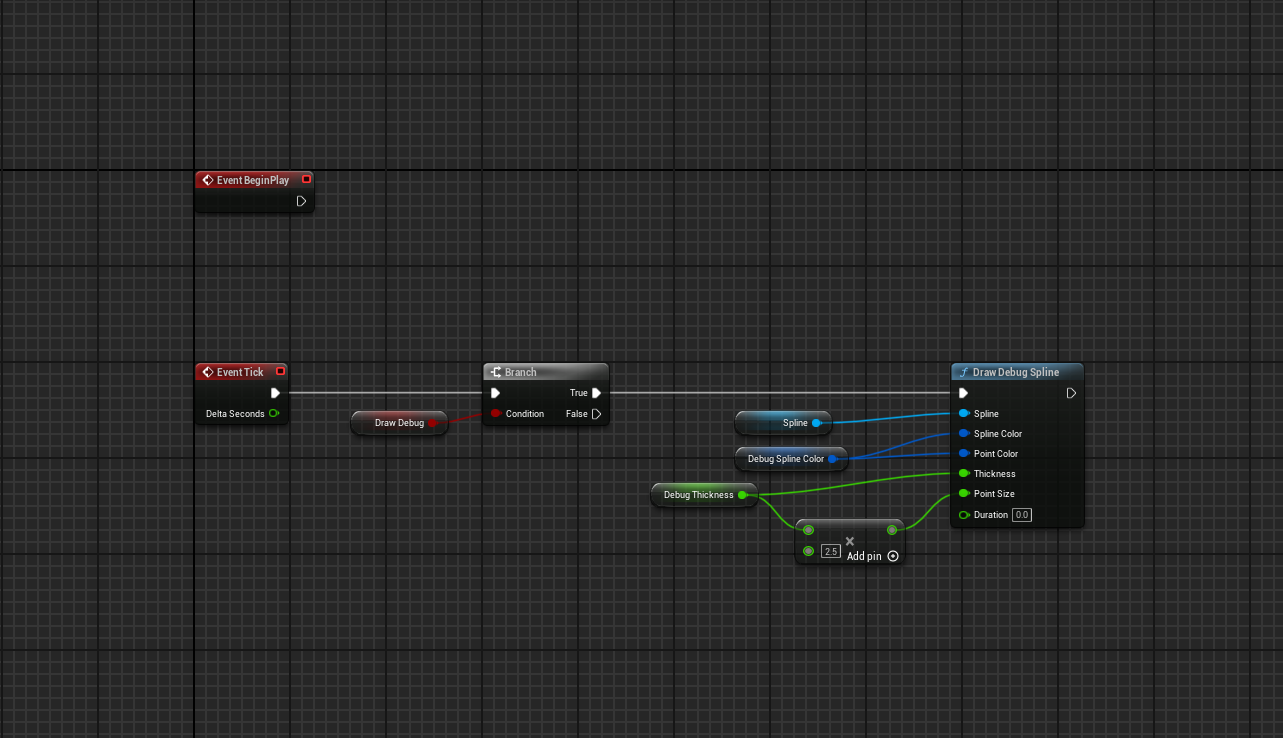 Event BeginPlay
Event Tick
Delta Seconds
Draw Debug
Branch
True
Condition
False
Spline
Debug Spline Color
Debug Thickness
2.5
Add pin
Draw Debug Spline
Spline
Spline Color
Point Color
Thickness
Point Size
Duration 0.0